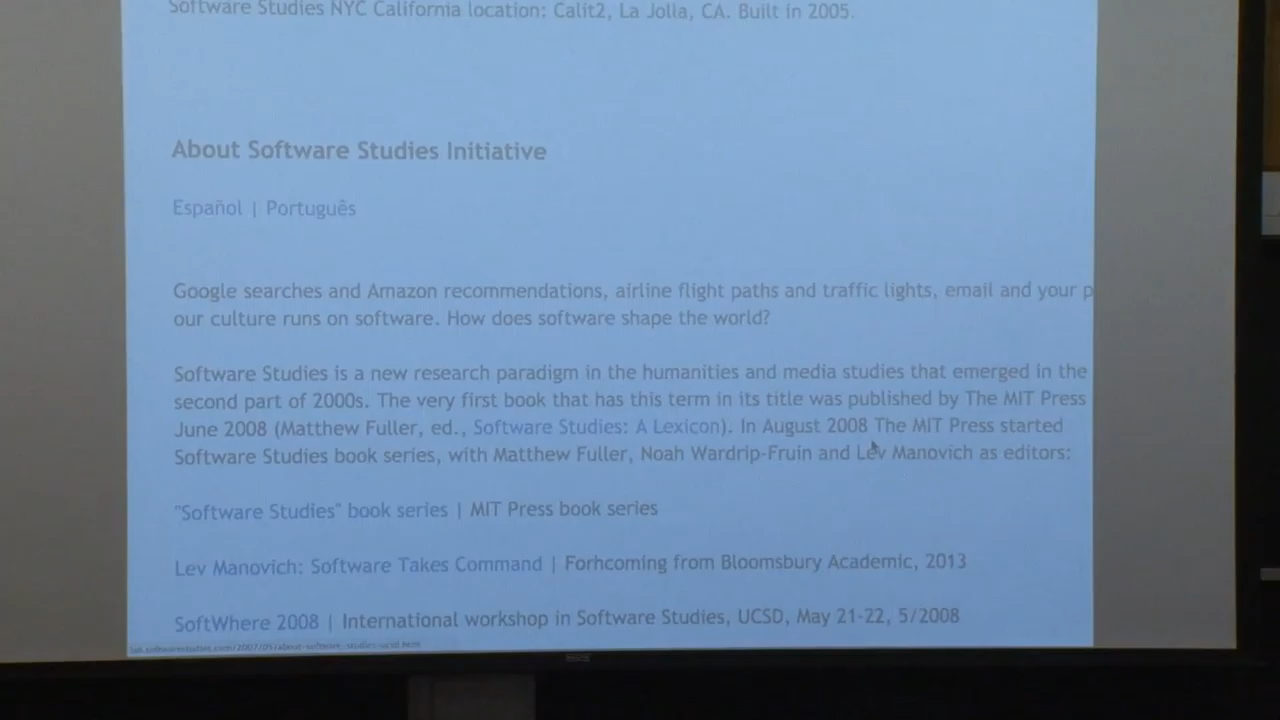 Software Studies NYC California location: Calit2, La Jolla, CA. Built in 2005.
About Software Studies Initiative
Español | Português
Google searches and Amazon recommendations, airline flight paths and traffic lights, email and your p
our culture runs on software. How does software shape the world?
Software Studies is a new research paradigm in the humanities and media studies that emerged in the
second part of 2000s. The very first book that has this term in its title was published by The MIT Press
June 2008 (Matthew Fuller, ed., Software Studies: A Lexicon). In August 2008 The MIT Press started
Software Studies book series, with Matthew Fuller, Noah Wardrip-Fruin and Lev Manovich as editors:
"Software Studies" book series | MIT Press book series
Lev Manovich: Software Takes Command | Forhcoming from Bloomsbury Academic, 2013
SoftWhere 2008 | International workshop in Software Studies, UCSD, May 21-22, 5/2008